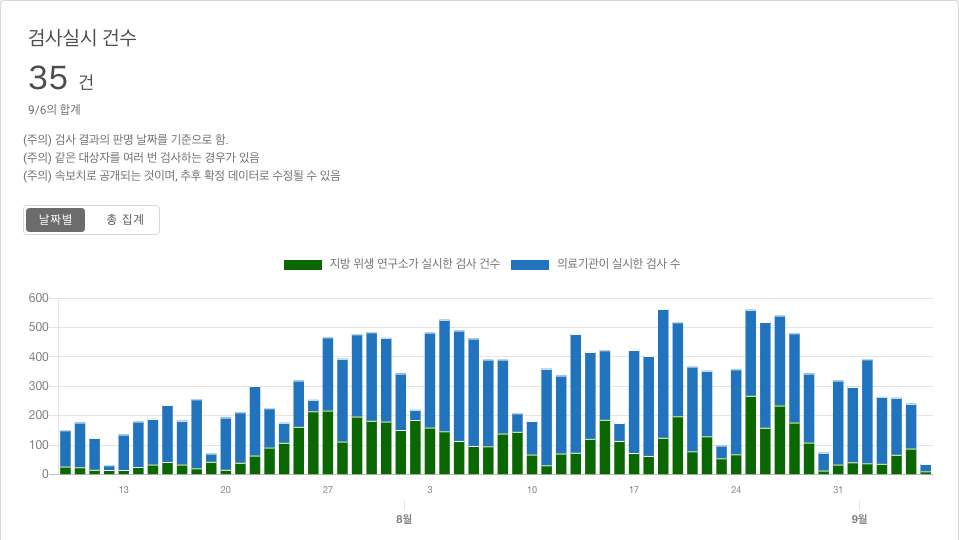 검사실시 건수
35 건
9/6의 합계
(주의) 검사 결과의 판명 날짜를 기준으로 함.
(주의) 같은 대상자를 여러 번 검사하는 경우가 있음
(주의) 속보치로 공개되는 것이며, 추후 확정 데이터로 수정될 수 있음
날짜별 총 집계
지방 위생 연구소가 실시한 검사 건수 의료기관이 실시한 검사 수
600
500
400
300
200
100
0
13 20 27 3 10 17 24 31
8월 9월